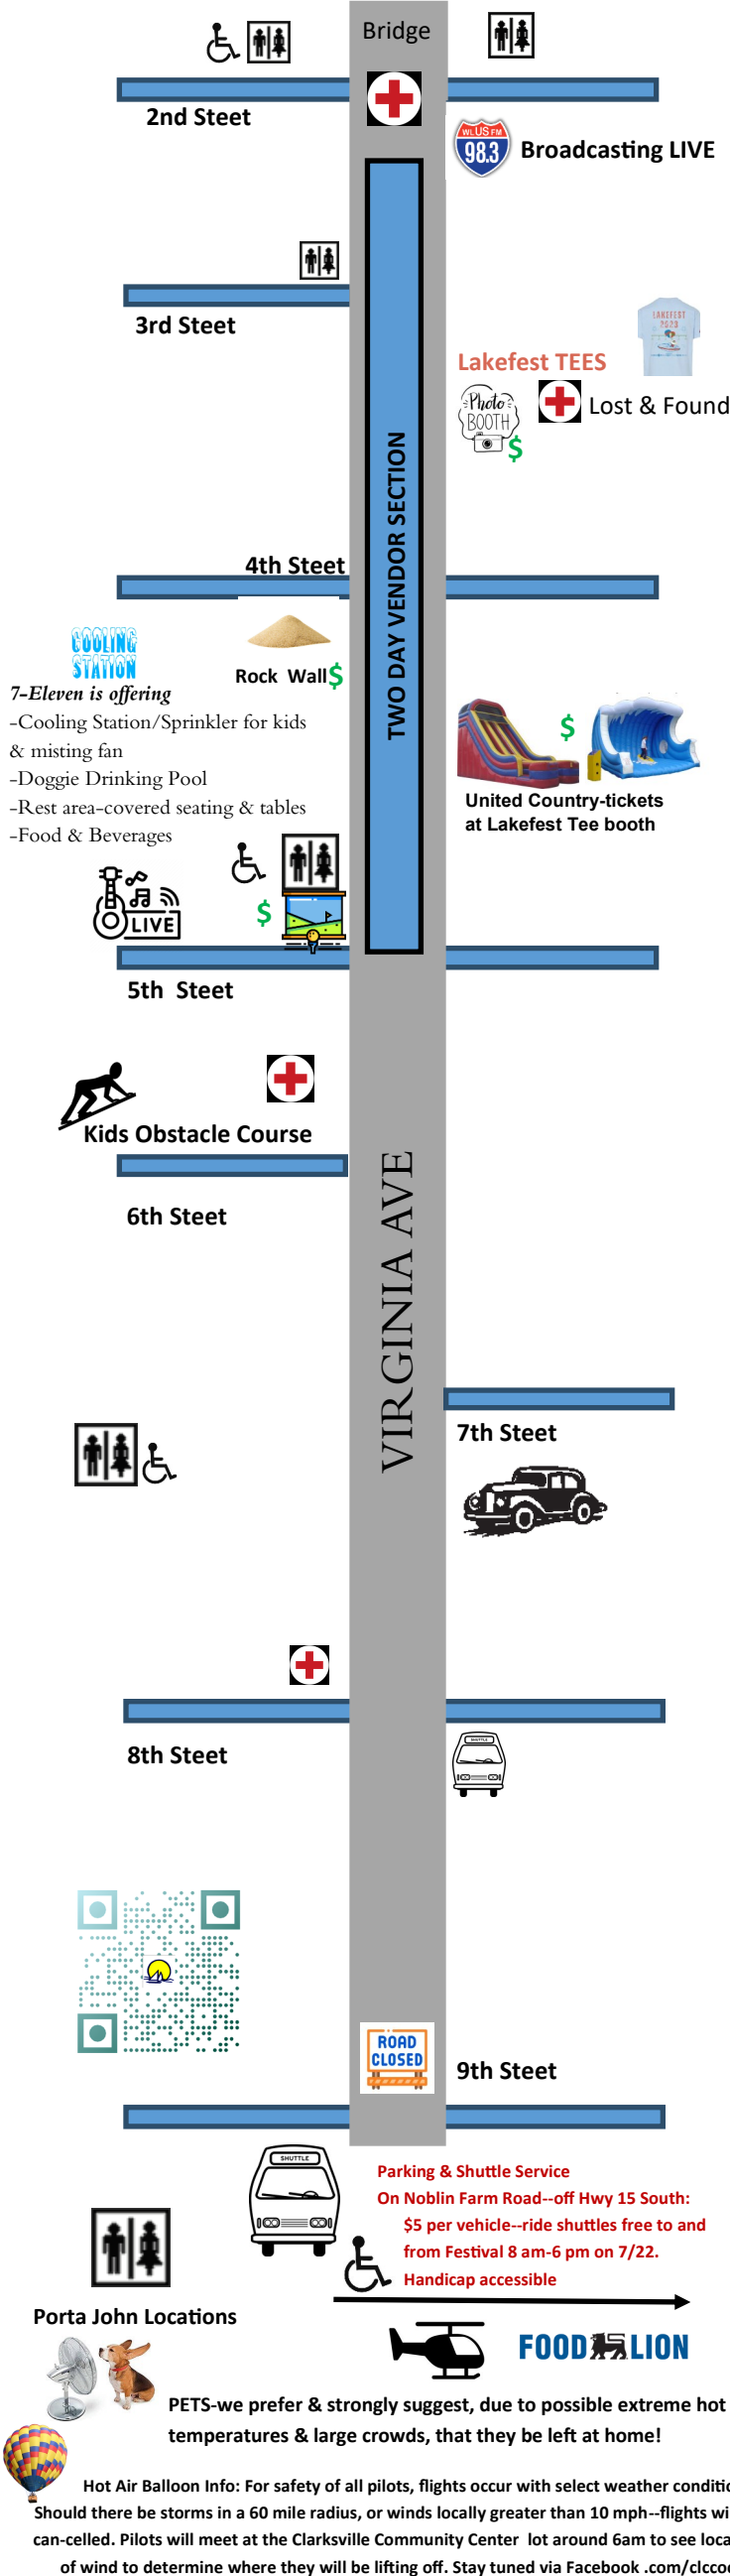 Bridge
2nd Steet
WLUSFM
98.3
Broadcasting LIVE
3rd Steet
LAKEFEST
2023
Lakefest TEES
Photo
BOOTH
$
Lost & Found
TWO DAY VENDOR SECTION
4th Steet
COOLING
STATION
Rock Wall $
7-Eleven is offering
-Cooling Station/Sprinkler for kids
& misting fan
-Doggie Drinking Pool
-Rest area-covered seating & tables
-Food & Beverages
$
United Country-tickets
at Lakefest Tee booth
LIVE
$
5th Steet
Kids Obstacle Course
6th Steet
VIRGINIA AVE
7th Steet
8th Steet
SHUTTLE
ROAD
CLOSED
9th Steet
SHUTTLE
Parking & Shuttle Service
On Noblin Farm Road--off Hwy 15 South:
$5 per vehicle--ride shuttles free to and
from Festival 8 am-6 pm on 7/22.
Handicap accessible
Porta John Locations
FOOD LION
PETS-we prefer & strongly suggest, due to possible extreme hot
temperatures & large crowds, that they be left at home!
Hot Air Balloon Info: For safety of all pilots, flights occur with select weather
Should there be storms in a 60 mile radius, or winds locally greater than 10 mph--flights
can-celled. Pilots will meet at the Clarksville Community Center lot around 6am to see
of wind to determine where they will be lifting off. Stay tuned via Facebook